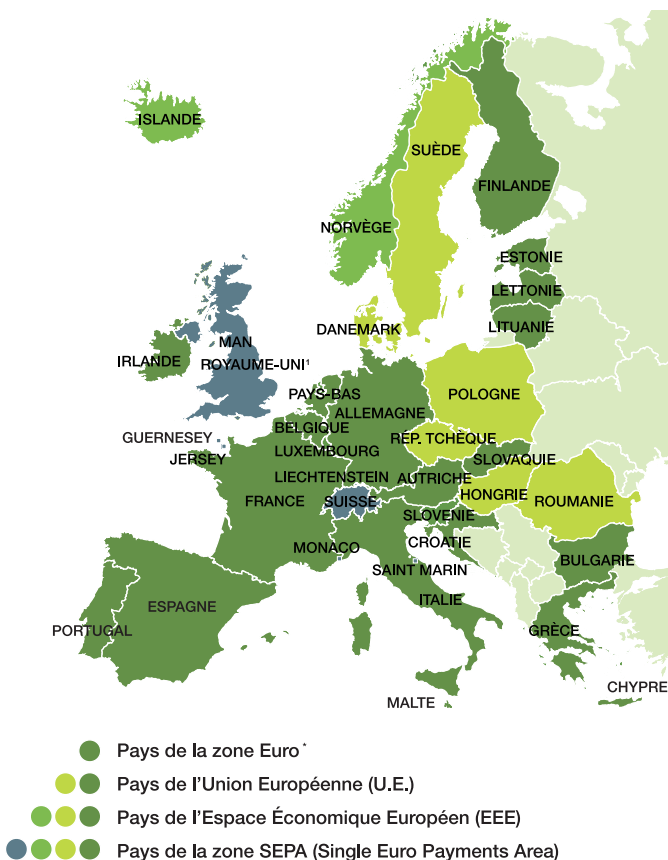 ISLANDE
SUÈDE
FINLANDE
NORVÈGE
ESTONIE
LETTONIE
LITUANIE
DANEMARK
MAN
IRLANDE
ROYAUME-UNI¹
PAYS-BAS
POLOGNE
ALLEMAGNE
BELGIQUE
GUERNESEY
RÉP. TCHÈQUE
JERSEY
LUXEMBOURG
SLOVAQUIE
LIECHTENSTEIN
AUTRICHE
FRANCE
SUISSE
HONGRIE
ROUMANIE
SLOVENIE
CROATIE
MONACO
BULGARIE
SAINT MARIN
ESPAGNE
ITALIE
PORTUGAL
GRÈCE
CHYPRE
MALTE
Pays de la zone Euro*
Pays de l'Union Européenne (U.E.)
Pays de l'Espace Économique Européen (EEE)
Pays de la zone SEPA (Single Euro Payments Area)